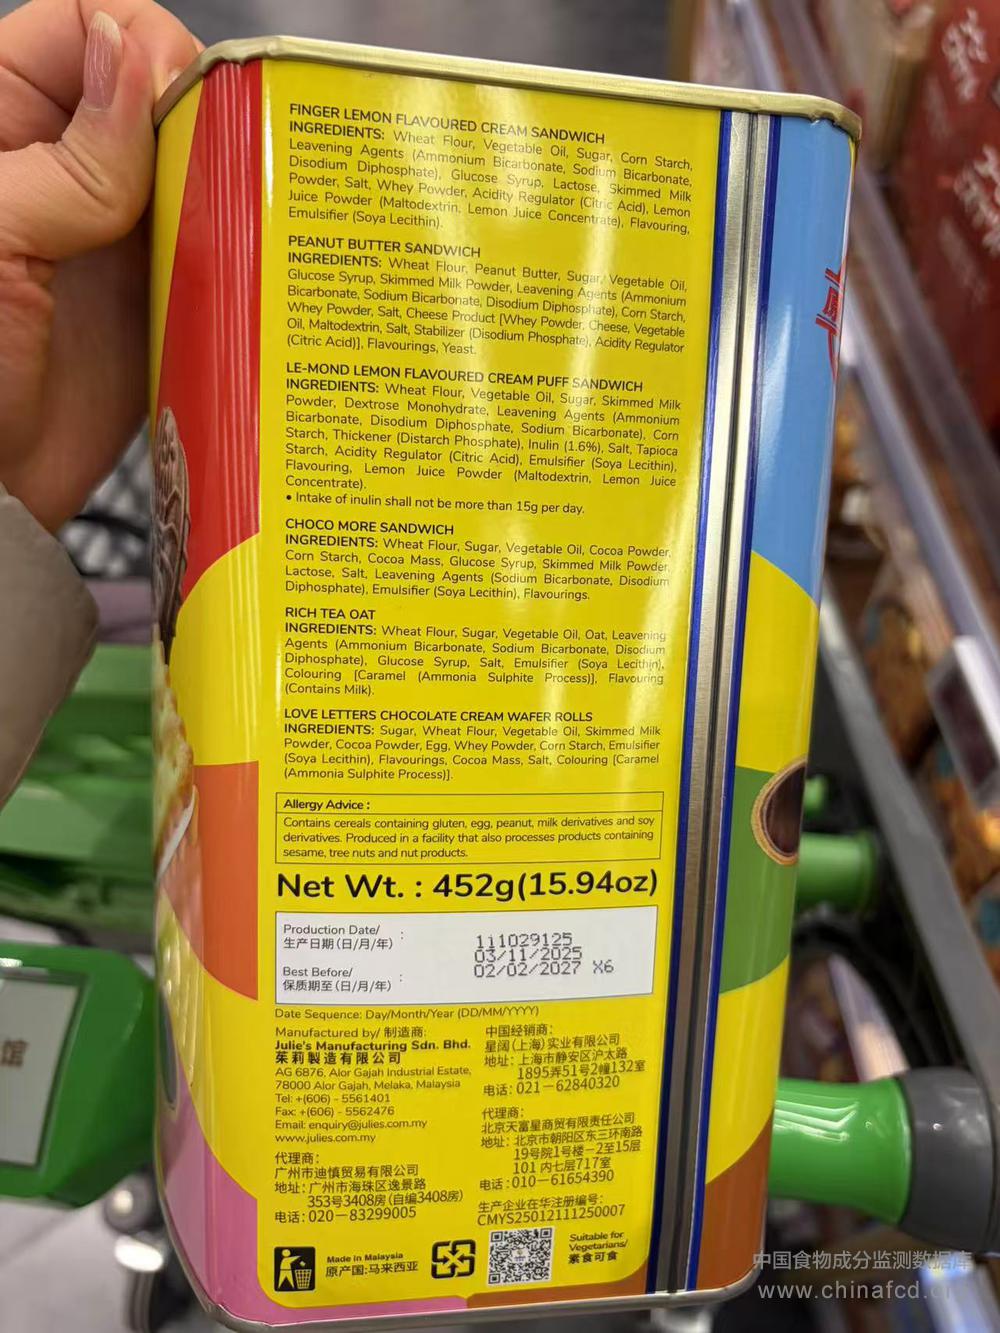 FINGER LEMON FLAVOURED CREAM SANDWICH
INGREDIENTS: Wheat Flour, Vegetable Oil, Sugar, Corn Starch,
Leavening Agents (Ammonium Bicarbonate, Sodium Bicarbonate,
Disodium Diphosphate), Glucose Syrup, Lactose, Skimmed Milk
Powder, Salt, Whey Powder, Acidity Regulator (Citric Acid), Lemon
Juice Powder (Maltodextrin, Lemon Juice Concentrate), Flavouring,
Emulsifier (Soya Lecithin).
PEANUT BUTTER SANDWICH
INGREDIENTS: Wheat Flour, Peanut Butter, Sugar, Vegetable Oil,
Glucose Syrup, Skimmed Milk Powder, Leavening Agents (Ammonium
Bicarbonate, Sodium Bicarbonate, Disodium Diphosphate), Corn Starch,
Whey Powder, Salt, Cheese Product [Whey Powder, Cheese, Vegetable
Oil, Maltodextrin, Salt, Stabilizer (Disodium Phosphate), Acidity Regulator
(Citric Acid)], Flavourings, Yeast.
LE-MOND LEMON FLAVOURED CREAM PUFF SANDWICH
INGREDIENTS: Wheat Flour, Vegetable Oil, Sugar, Skimmed Milk
Powder, Dextrose Monohydrate, Leavening Agents (Ammonium
Bicarbonate, Disodium Diphosphate, Sodium Bicarbonate), Corn
Starch, Thickener (Distarch Phosphate), Inulin (1.6%), Salt, Tapioca
Starch, Acidity Regulator (Citric Acid), Emulsifier (Soya Lecithin),
Flavouring, Lemon Juice Powder (Maltodextrin, Lemon Juice
Concentrate).
• Intake of inulin shall not be more than 15g per day.
CHOCO MORE SANDWICH
INGREDIENTS: Wheat Flour, Sugar, Vegetable Oil, Cocoa Powder,
Corn Starch, Cocoa Mass, Glucose Syrup, Skimmed Milk Powder,
Lactose, Salt, Leavening Agents (Sodium Bicarbonate, Disodium
Diphosphate), Emulsifier (Soya Lecithin), Flavourings.
RICH TEA OAT
INGREDIENTS: Wheat Flour, Sugar, Vegetable Oil, Oat, Leavening
Agents (Ammonium Bicarbonate, Sodium Bicarbonate, Disodium
Diphosphate), Glucose Syrup, Salt, Emulsifier (Soya Lecithin),
Colouring [Caramel (Ammonia Sulphite Process)], Flavouring
(Contains Milk).
LOVE LETTERS CHOCOLATE CREAM WAFER ROLLS
INGREDIENTS: Sugar, Wheat Flour, Vegetable Oil, Skimmed Milk
Powder, Cocoa Powder, Egg, Whey Powder, Corn Starch, Emulsifier
(Soya Lecithin), Flavourings, Cocoa Mass, Salt, Colouring [Caramel
(Ammonia Sulphite Process)].
Allergy Advice :
Contains cereals containing gluten, egg, peanut, milk derivatives and soy
derivatives. Produced in a facility that also processes products containing
sesame, tree nuts and nut products.
Net Wt. : 452g(15.94oz)
Production Date/ :
生产日期(日/月/年)
111029125
03/11/2025
Best Before/ :
保质期至(日/月/年)
02/02/2027 X6
Date Sequence: Day/Month/Year (DD/MM/YYYY)
Manufactured by/ 制造商:
Julie's Manufacturing Sdn. Bhd.
茱莉製造有限公司
AG 6876, Alor Gajah Industrial Estate,
78000 Alor Gajah, Melaka, Malaysia
Tel: +(606) - 5561401
Fax: +(606) - 5562476
Email: enquiry@julies.com.my
www.julies.com.my
代理商:
广州市迪慎贸易有限公司
地址: 广州市海珠区逸景路
353号3408房(自编3408房)
电话: 020－83299005
中国经销商:
星阔(上海)实业有限公司
地址: 上海市静安区沪太路
1895弄51号2幢132室
电话: 021－62840320
代理商:
北京天富星商贸有限责任公司
地址: 北京市朝阳区东三环南路
19号院1号楼－2至15层
101 内七层717室
电话: 010－61654390
生产企业在华注册编号:
CMYS25012111250007
Made in Malaysia
原产国:马来西亚
Suitable for
Vegetarians/
素食可食
馆
中国食物成分监测数据库
www.chinafcd.